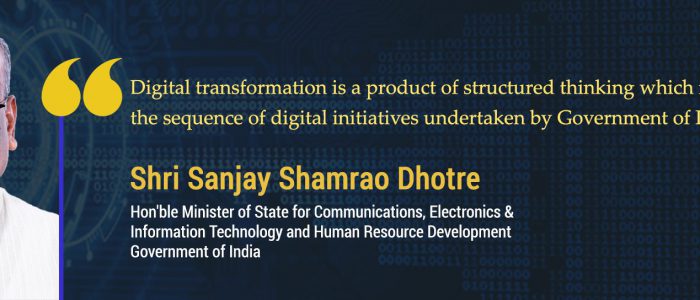 Digital transformation is a product of structured thinking which
the sequence of digital initiatives undertaken by Government of
Shri Sanjay Shamrao Dhotre
Hon'ble Minister of State for Communications, Electronics &
Information Technology and Human Resource Development
Government of India